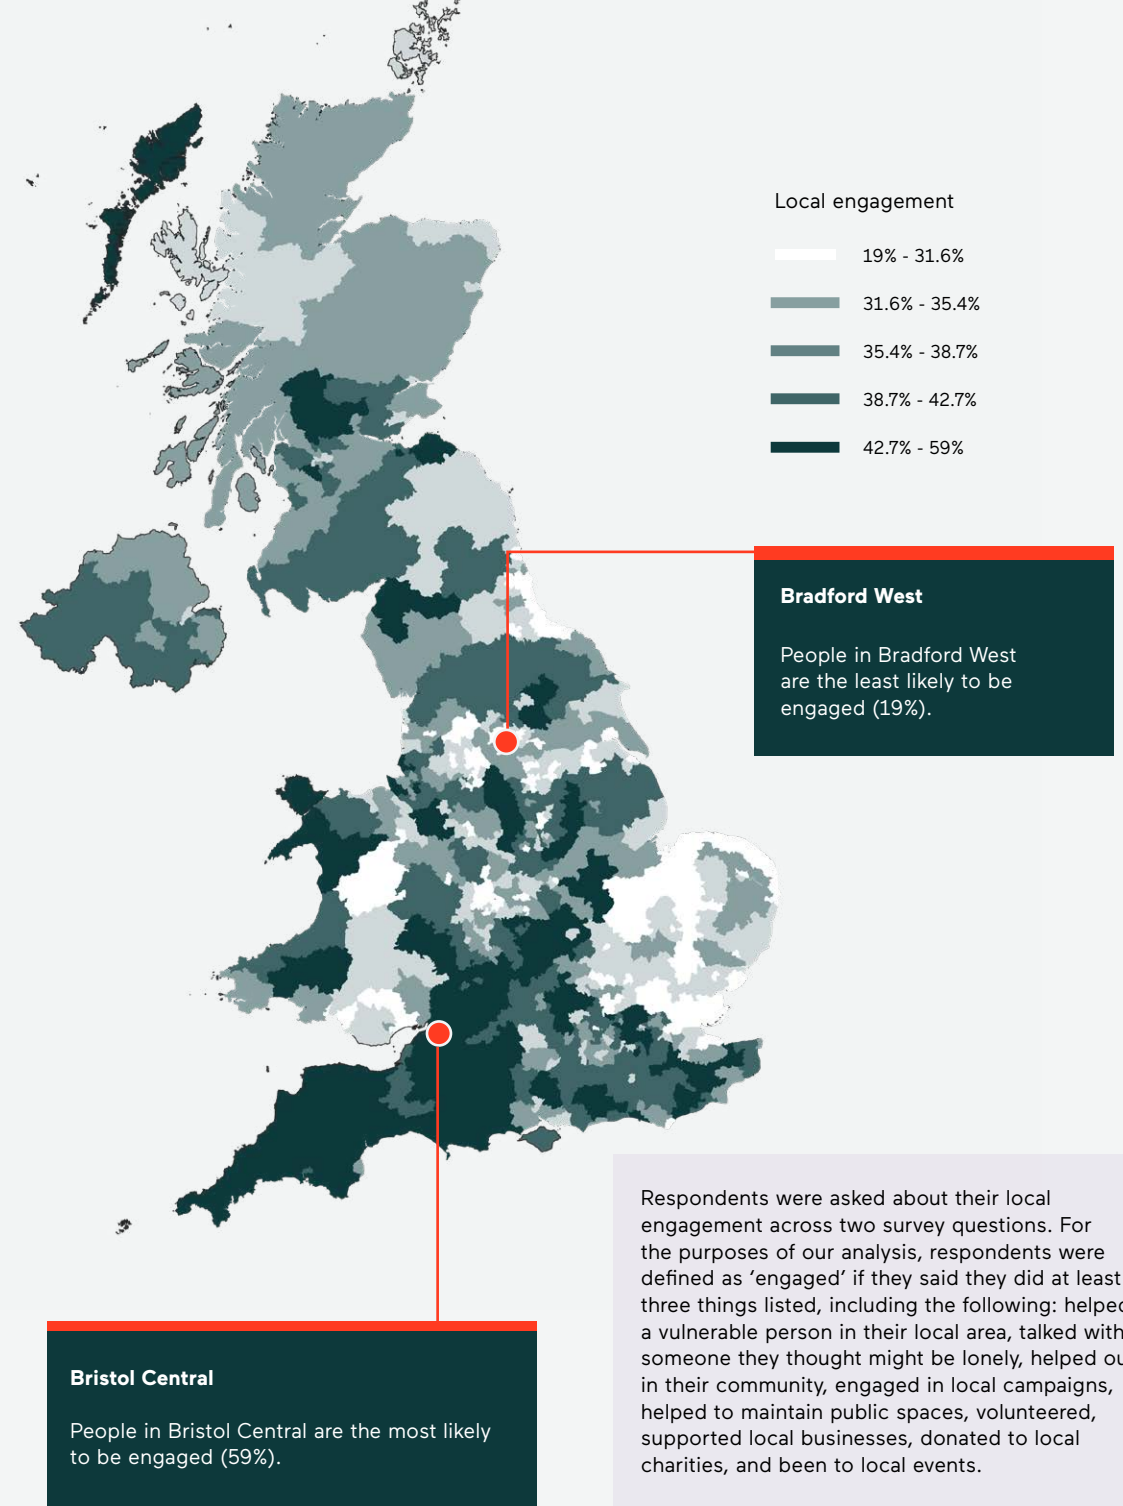 Local engagement
19% - 31.6%
31.6% - 35.4%
35.4% - 38.7%
38.7% - 42.7%
42.7% - 59%
Bradford West
People in Bradford West
are the least likely to be
engaged (19%).
Bristol Central
People in Bristol Central are the most likely
to be engaged (59%).
Respondents were asked about their local
engagement across two survey questions. For
the purposes of our analysis, respondents were
defined as ‘engaged’ if they said they did at least
three things listed, including the following: helped
a vulnerable person in their local area, talked with
someone they thought might be lonely, helped
in their community, engaged in local campaigns,
helped to maintain public spaces, volunteered,
supported local businesses, donated to local
charities, and been to local events.